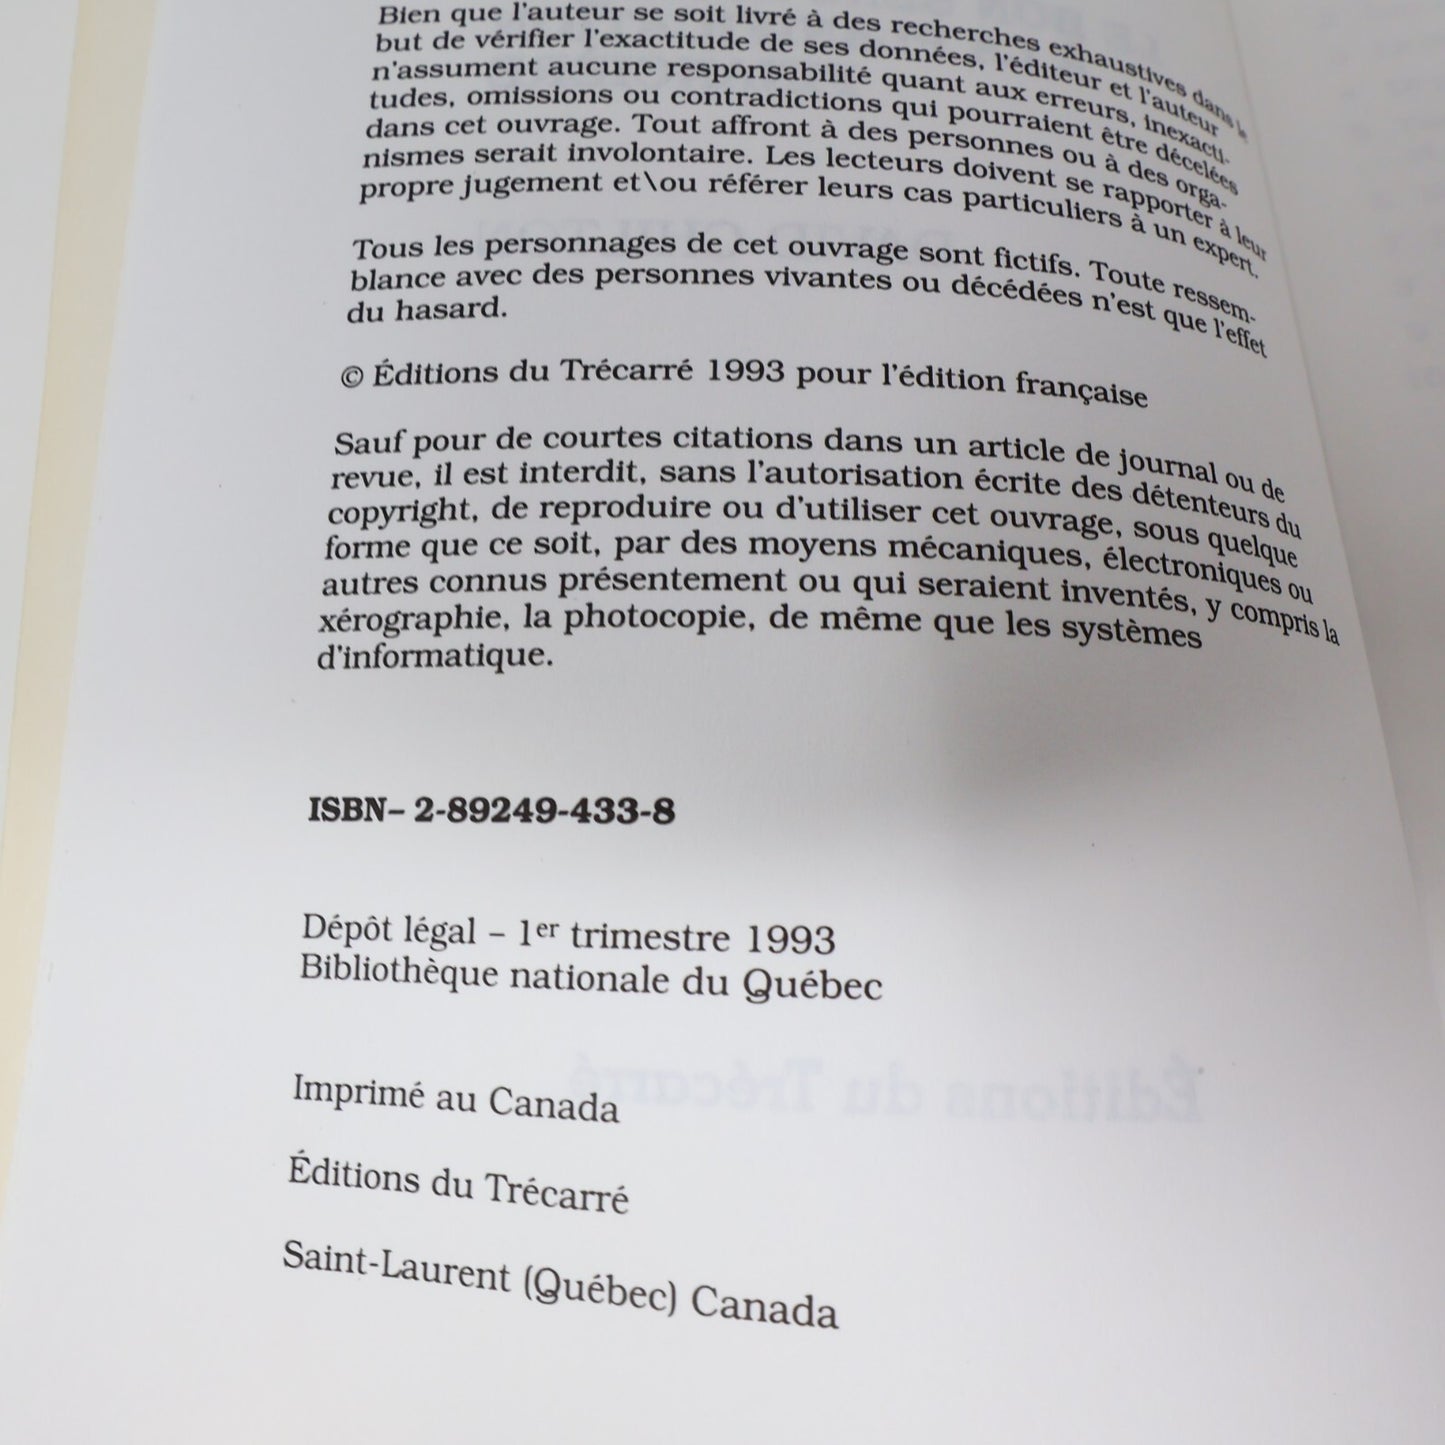 Bien que l'auteur se soit livré à des recherches exhaustives dans le
but de vérifier l'exactitude de ses données, l'éditeur et l'auteur
n'assument aucune responsabilité quant aux erreurs, inexacti-
tudes, omissions ou contradictions qui pourraient être décelées
dans cet ouvrage. Tout affront à des personnes ou à des orga-
nismes serait involontaire. Les lecteurs doivent se rapporter à leur
propre jugement et\ou référer leurs cas particuliers à un expert.
Tous les personnages de cet ouvrage sont fictifs. Toute ressem-
blance avec des personnes vivantes ou décédées n'est que l'effet
du hasard.
© Éditions du Trécarré 1993 pour l'édition française
Sauf pour de courtes citations dans un article de journal ou de
revue, il est interdit, sans l'autorisation écrite des détenteurs du
copyright, de reproduire ou d'utiliser cet ouvrage, sous quelque
forme que ce soit, par des moyens mécaniques, électroniques ou
autres connus présentement ou qui seraient inventés, y compris la
xérographie, la photocopie, de même que les systèmes
d'informatique.
ISBN– 2-89249-433-8
Dépôt légal – 1er trimestre 1993
Bibliothèque nationale du Québec
Éditions du Trécarré
Imprimé au Canada
Éditions du Trécarré
Saint-Laurent (Québec) Canada